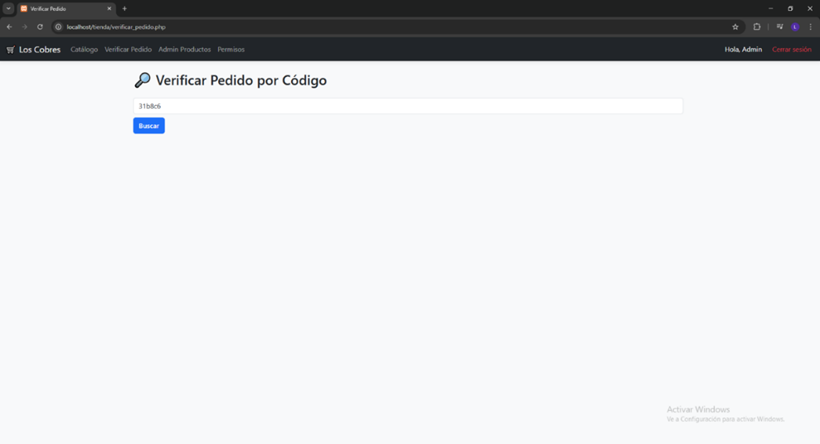 Verificar Pedido
localhost/tienda/verificar_pedido.php
L
Los Cobres Catálogo Verificar Pedido Admin Productos Permisos Hola, Admin Cerrar sesión
Verificar Pedido por Código
31b8c6
Buscar
Activar Windows
Ve a Configuración para activar Windows.